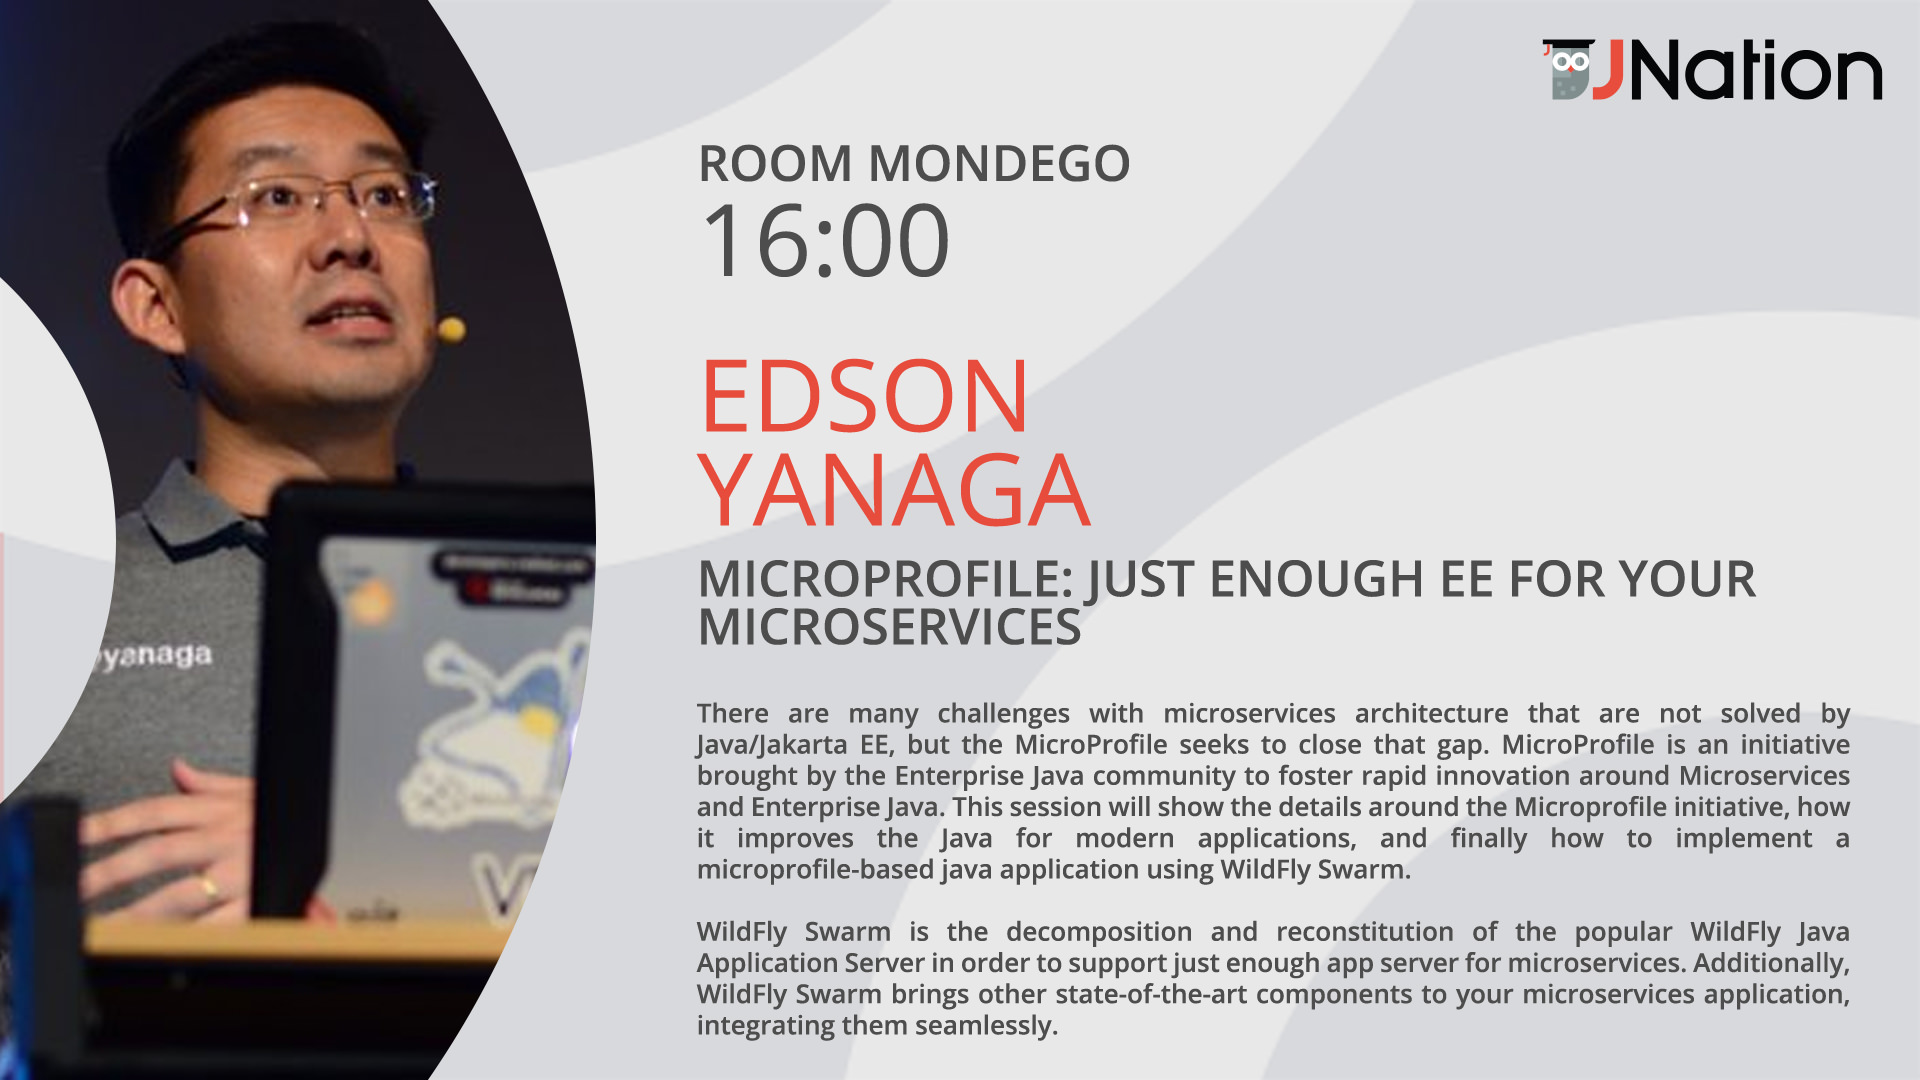 JNation
ROOM MONDEGO
16:00
EDSON
YANAGA
MICROPROFILE: JUST ENOUGH EE FOR YOUR
MICROSERVICES
There are many challenges with microservices architecture that are not solved by
Java/Jakarta EE, but the MicroProfile seeks to close that gap. MicroProfile is an initiative
brought by the Enterprise Java community to foster rapid innovation around Microservices
and Enterprise Java. This session will show the details around the Microprofile initiative, how
it improves the Java for modern applications, and finally how to implement a
microprofile-based java application using WildFly Swarm.
WildFly Swarm is the decomposition and reconstitution of the popular WildFly Java
Application Server in order to support just enough app server for microservices. Additionally,
WildFly Swarm brings other state-of-the-art components to your microservices application,
integrating them seamlessly.
yanaga